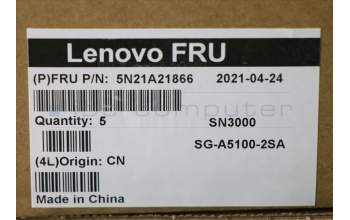 Lenovo FRU
(P)FRU P/N: 5N21A21866 2021-04-24
Quantity: 5 SN3000
SG-A5100-2SA
(4L)Origin: CN
Made in China